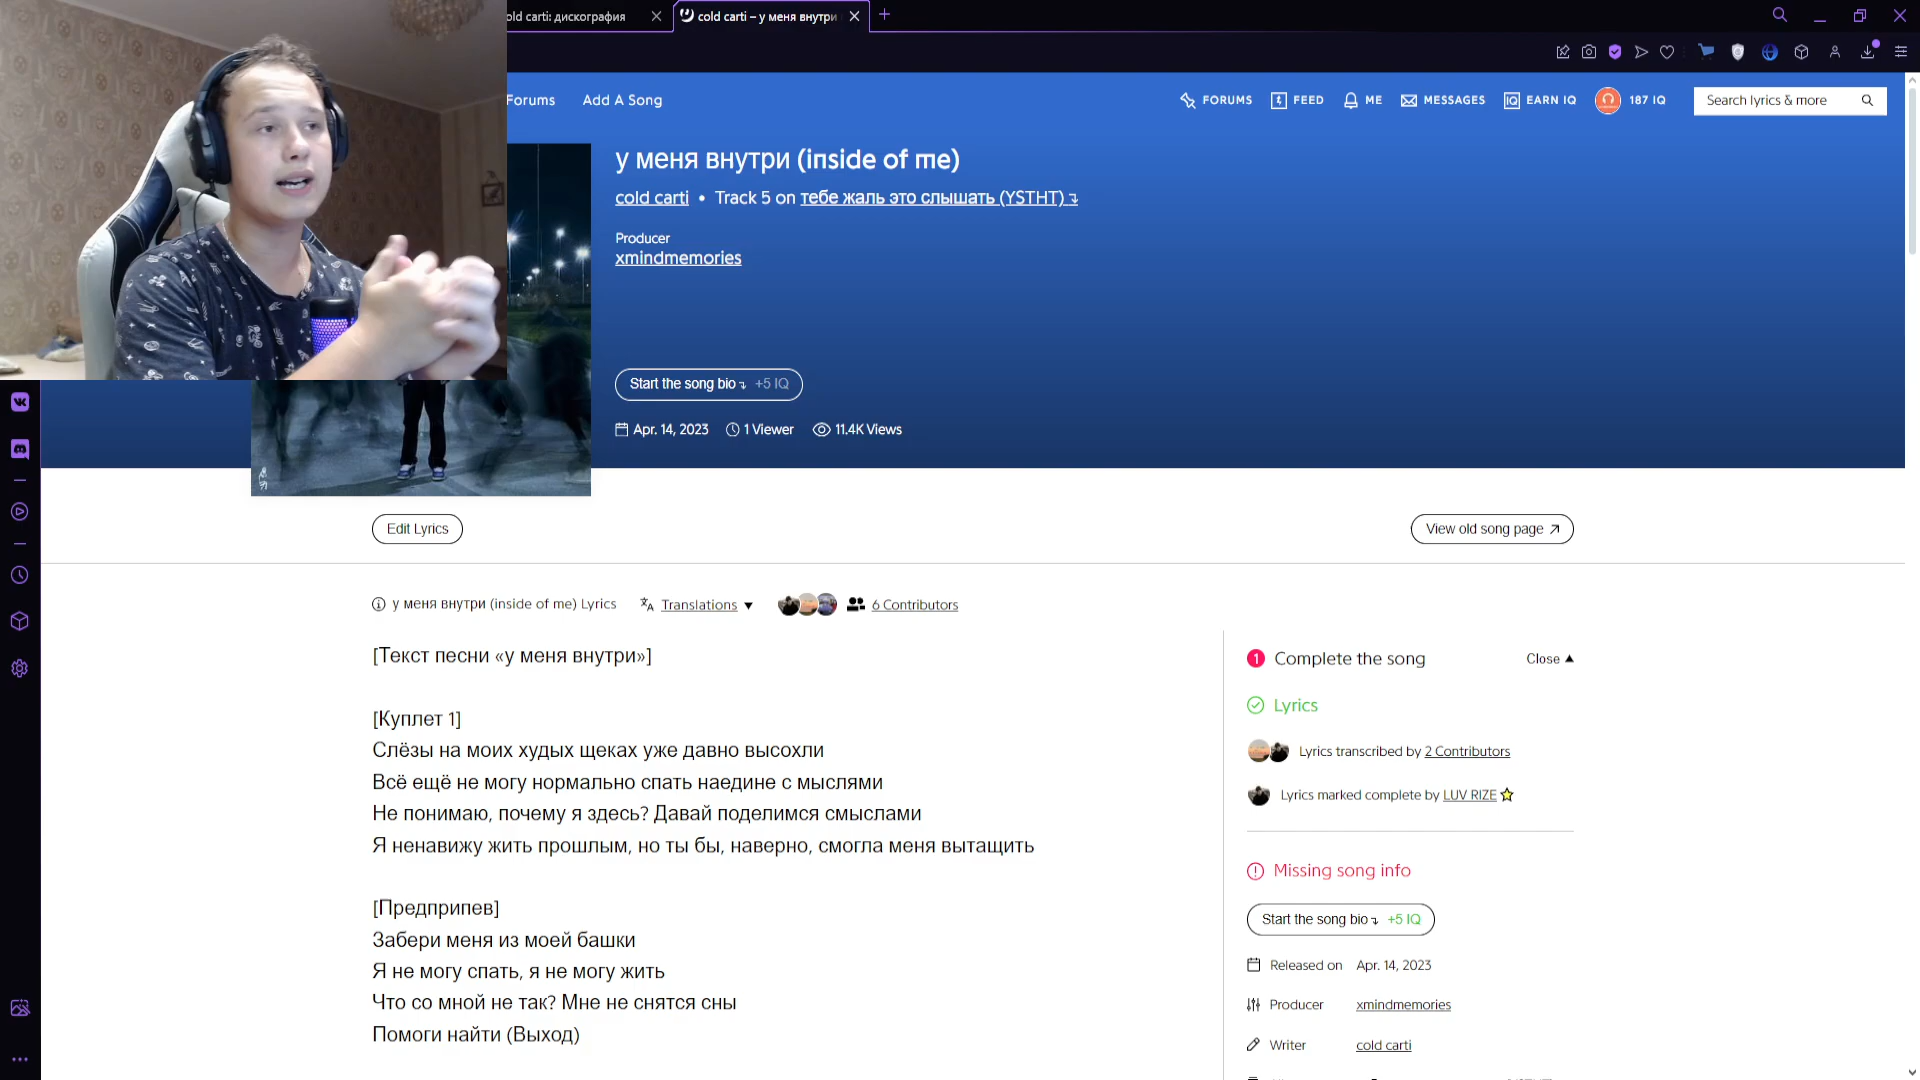 old carti: дискография
cold carti – у меня внутри
Forums
Add A Song
FORUMS
FEED
ME
MESSAGES
EARN IQ
187 IQ
Search lyrics & more
у меня внутри (inside of me)
cold carti • Track 5 on тебе жаль это слышать (YSTHT)
Producer
xmindmemories
Start the song bio +5 IQ
Apr. 14, 2023
1 Viewer
11.4K Views
Edit Lyrics
View old song page
у меня внутри (inside of me) Lyrics
Translations
6 Contributors
[Текст песни «у меня внутри»]
[Куплет 1]
Слёзы на моих худых щеках уже давно высохли
Всё ещё не могу нормально спать наедине с мыслями
Не понимаю, почему я здесь? Давай поделимся смыслами
Я ненавижу жить прошлым, но ты бы, наверно, смогла меня вытащить
[Предприпев]
Забери меня из моей башки
Я не могу спать, я не могу жить
Что со мной не так? Мне не снятся сны
Помоги найти (Выход)
1 Complete the song
Close
Lyrics
Lyrics transcribed by 2 Contributors
Lyrics marked complete by LUV RIZE
Missing song info
Start the song bio +5 IQ
Released on Apr. 14, 2023
Producer xmindmemories
Writer cold carti